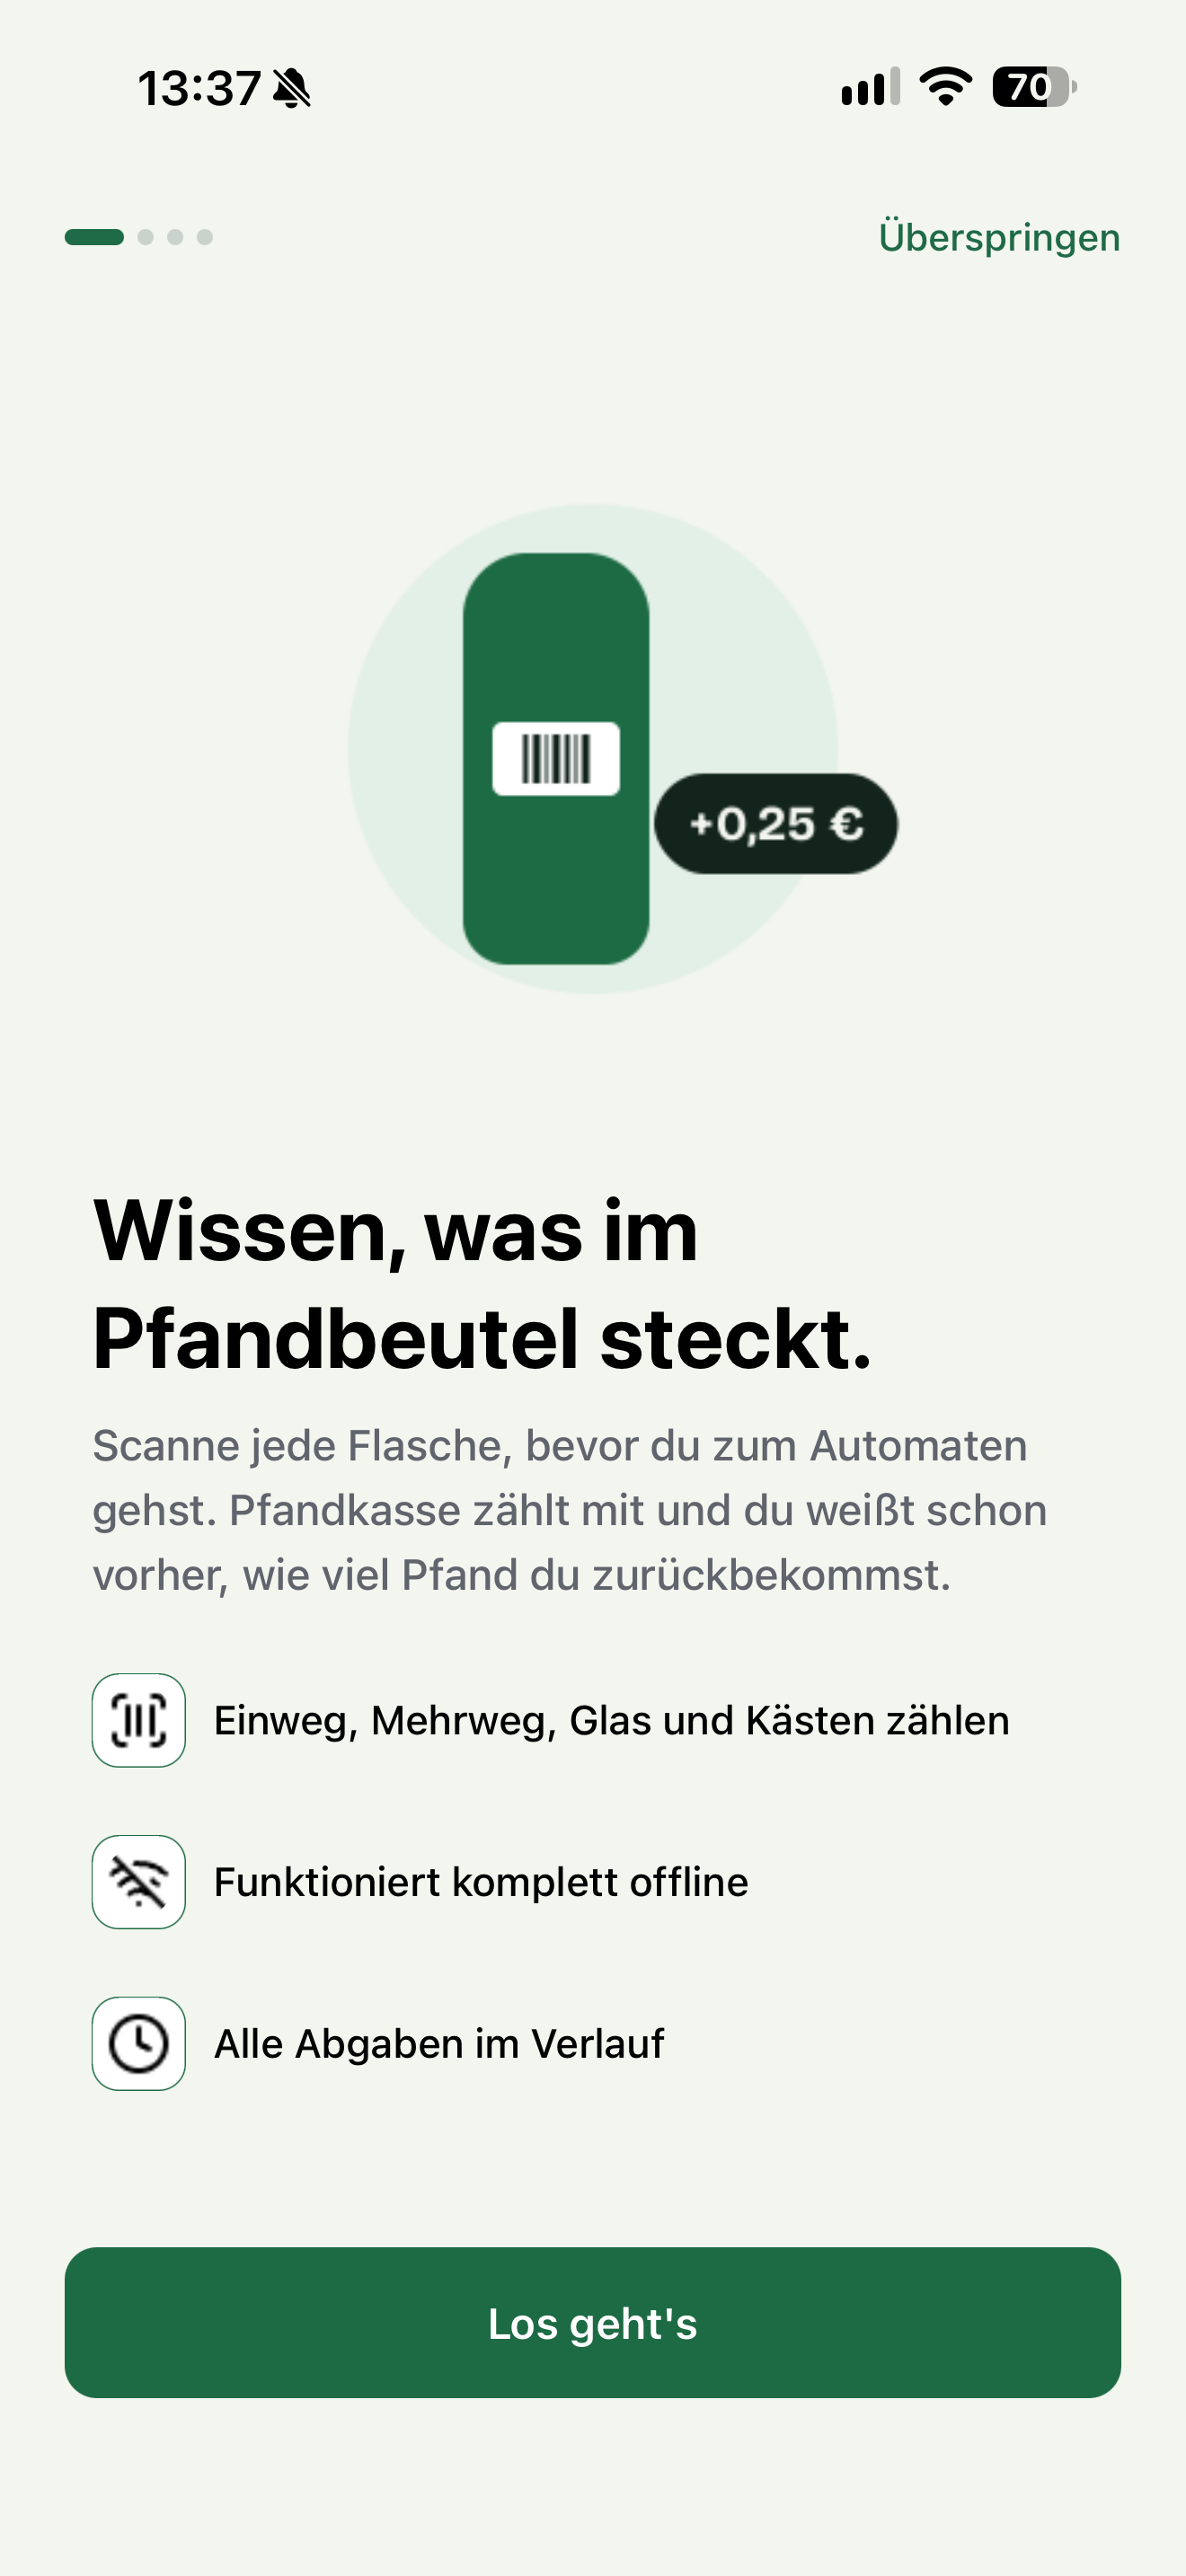 13:37
70
Überspringen
+0,25 €
Wissen, was im
Pfandbeutel steckt.
Scanne jede Flasche, bevor du zum Automaten
gehst. Pfandkasse zählt mit und du weißt schon
vorher, wie viel Pfand du zurückbekommst.
Einweg, Mehrweg, Glas und Kästen zählen
Funktioniert komplett offline
Alle Abgaben im Verlauf
Los geht's